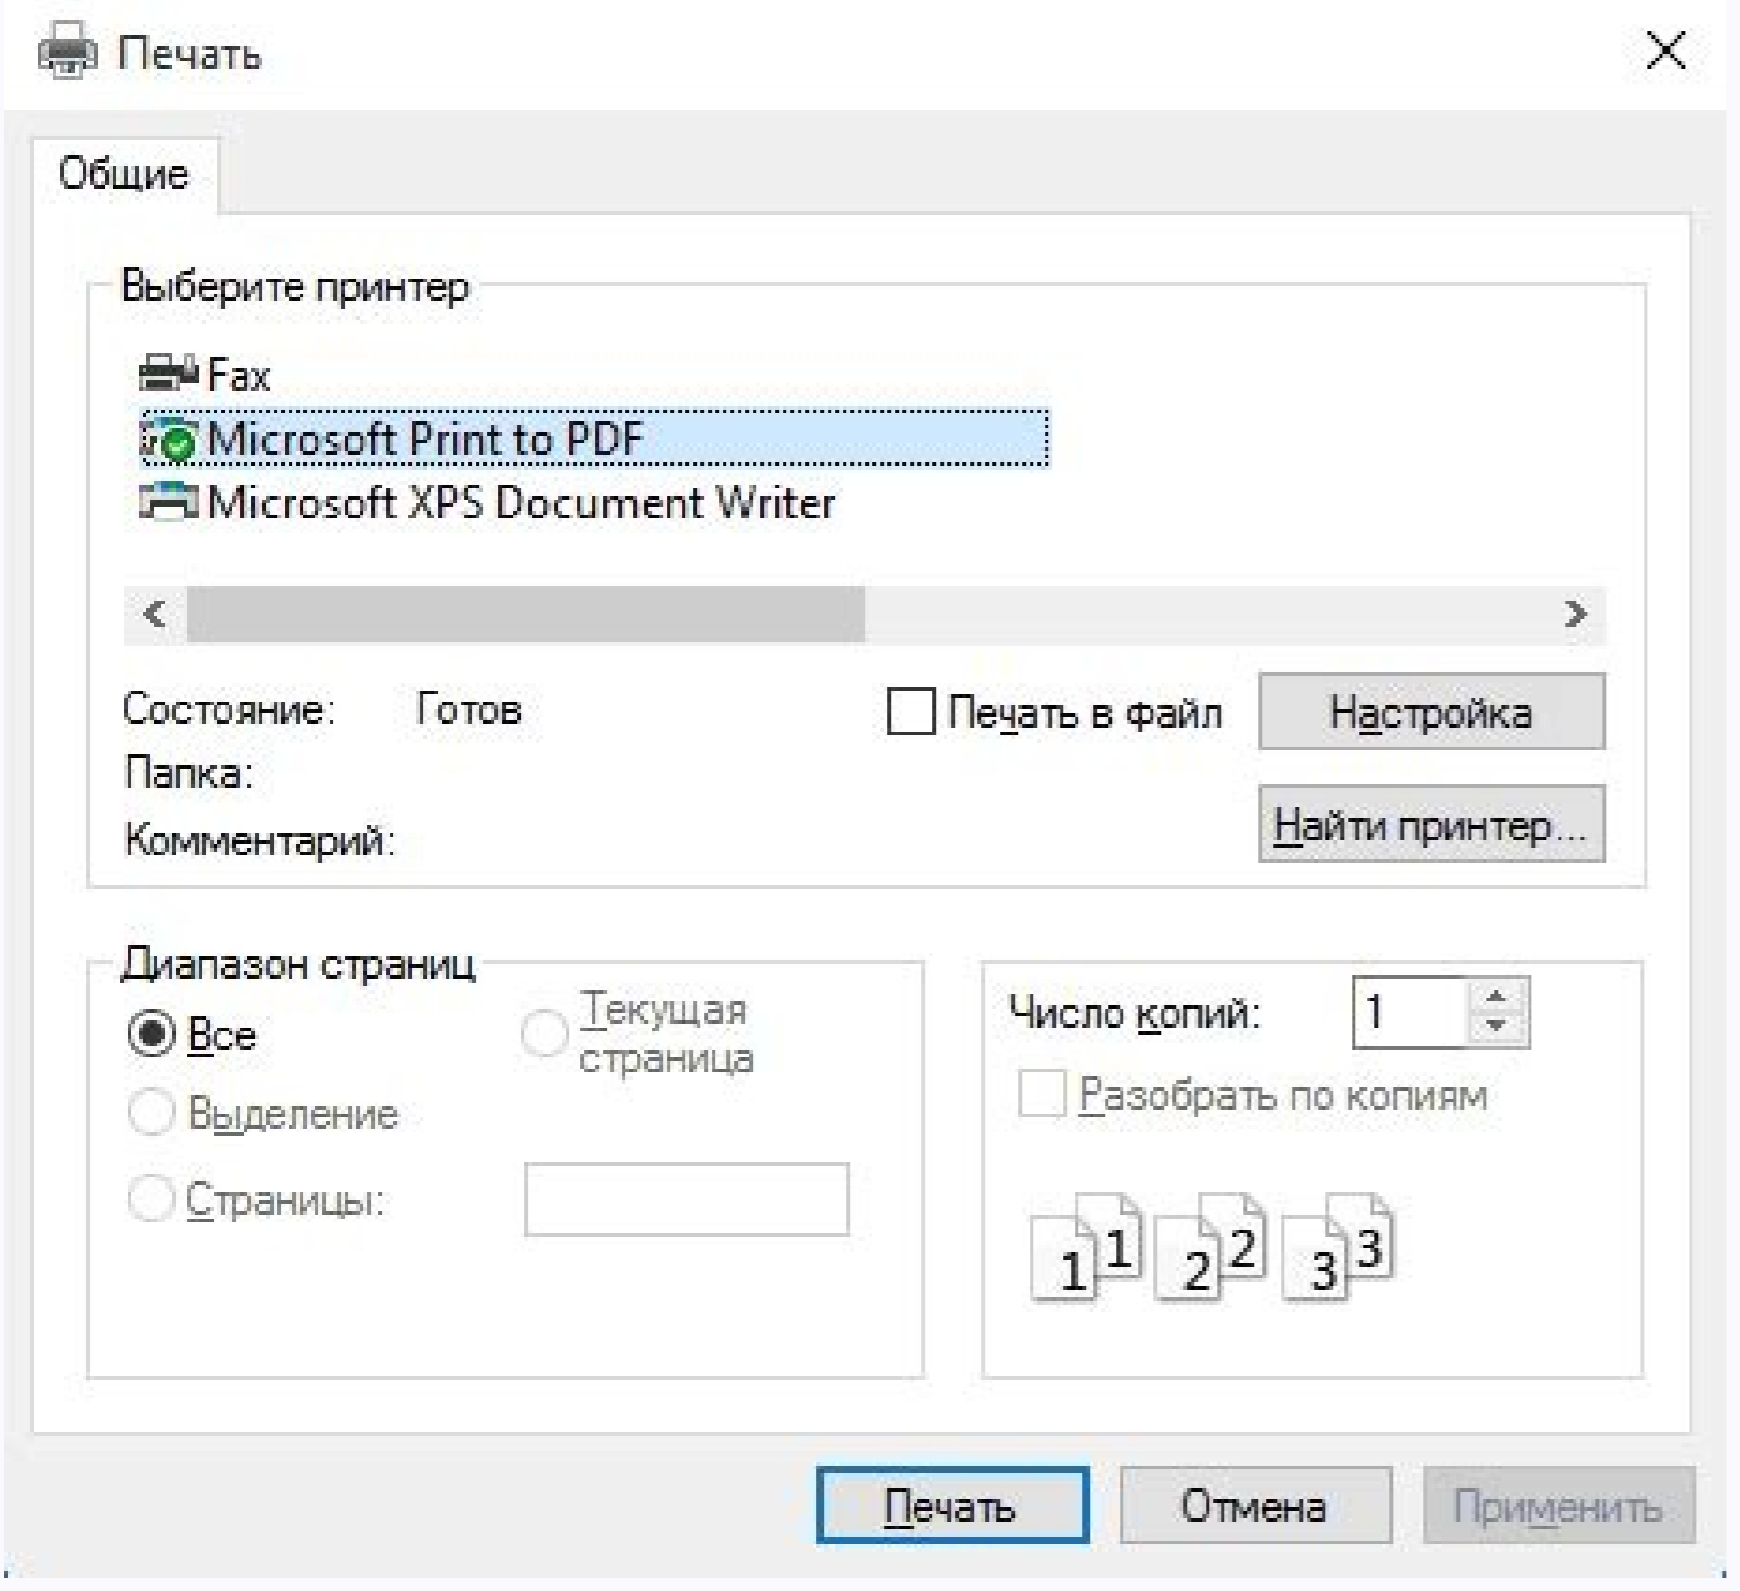 Печать
Общие
Выберите принтер
Fax
Microsoft Print to PDF
Microsoft XPS Document Writer
Состояние: Готов
Печать в файл
Настройка
Папка:
Найти принтер...
Комментарий:
Диапазон страниц
Все
Текущая
страница
Выделение
Страницы:
Число копий: 1
Разобрать по копиям
1 1 2 2 3 3
Печать Отмена Применить